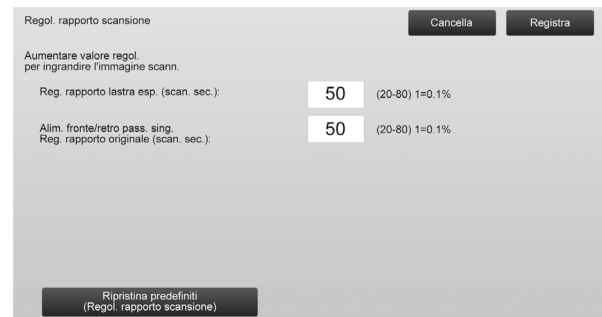 Regol. rapporto scansione
Cancella
Registra
Aumentare valore regol.
per ingrandire l'immagine scann.
Reg. rapporto lastra esp. (scan. sec.):
50
(20-80) 1=0.1%
Alim. fronte/retro pass. sing.
Reg. rapporto originale (scan. sec.):
50
(20-80) 1=0.1%
Ripristina predefiniti
(Regol. rapporto scansione)